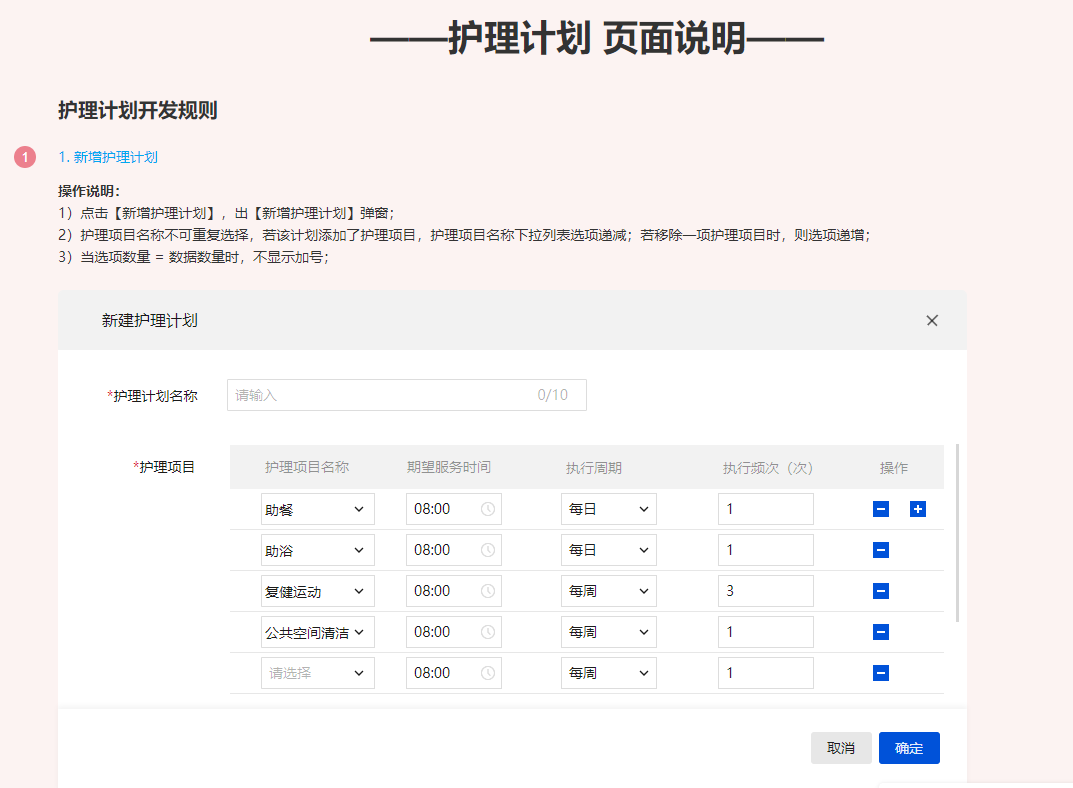 ——护理计划 页面说明——
护理计划开发规则
1
1. 新增护理计划
操作说明：
1）点击【新增护理计划】，出【新增护理计划】弹窗；
2）护理项目名称不可重复选择，若该计划添加了护理项目，护理项目名称下拉列表选项递减；若移除一项护理项目时，则选项递增；
3）当选项数量 = 数据数量时，不显示加号；
新建护理计划
*护理计划名称 请输入 0/10
*护理项目 护理项目名称 期望服务时间 执行周期 执行频次（次） 操作
助餐 08:00 每日 1
助浴 08:00 每日 1
复健运动 08:00 每周 3
公共空间清洁 08:00 每周 1
请选择 08:00 每周 1
取消 确定